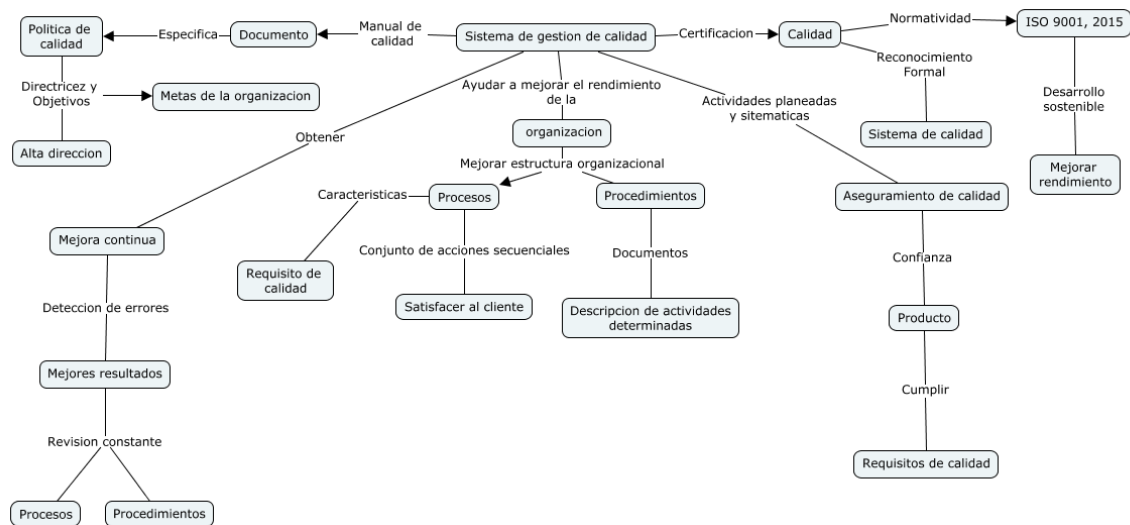 Politica de
calidad
Especifica
Documento
Manual de
calidad
Sistema de gestion de calidad
Certificacion
Calidad
Normatividad
ISO 9001, 2015
Directricez y
Objetivos
Metas de la organizacion
Alta direccion
Obtener
Ayudar a mejorar el rendimiento
de la
organizacion
Actividades planeadas
y sitematicas
Reconocimiento
Formal
Sistema de calidad
Desarrollo
sostenible
Mejorar
rendimiento
Mejorar estructura organizacional
Caracteristicas
Procesos
Procedimientos
Aseguramiento de calidad
Mejora continua
Requisito de
calidad
Conjunto de acciones secuenciales
Satisfacer al cliente
Documentos
Descripcion de actividades
determinadas
Confianza
Producto
Cumplir
Requisitos de calidad
Deteccion de errores
Mejores resultados
Revision constante
Procesos
Procedimientos